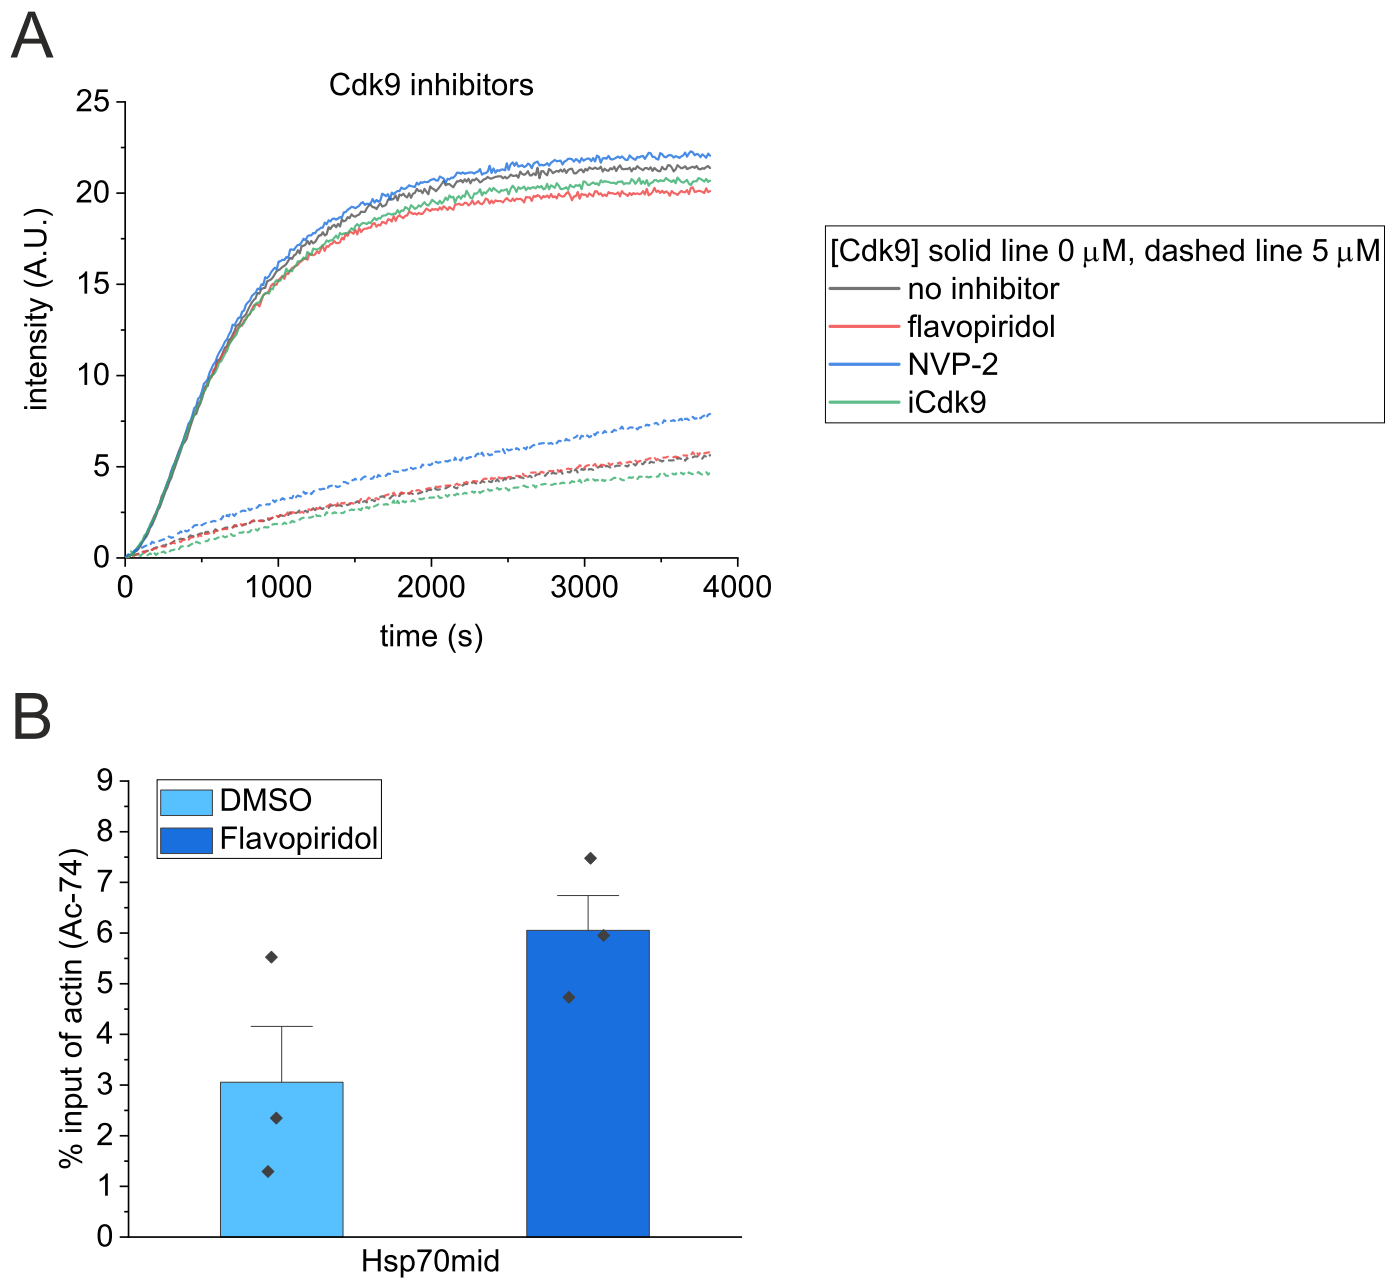 A
Cdk9 inhibitors
25
20
15
10
5
0
intensity (A.U.)
0 1000 2000 3000 4000
time (s)
[Cdk9] solid line 0 μM, dashed line 5 μM
no inhibitor
flavopiridol
NVP-2
iCdk9
B
9
8
7
6
5
4
3
2
1
0
% input of actin (Ac-74)
DMSO
Flavopiridol
Hsp70mid